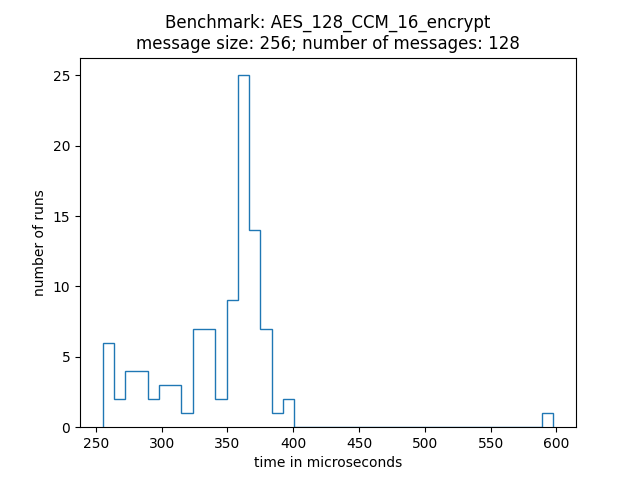 Benchmark: AES_128_CCM_16_encrypt
message size: 256; number of messages: 128
25
20
15
10
5
0
number of runs
250 300 350 400 450 500 550 600
time in microseconds